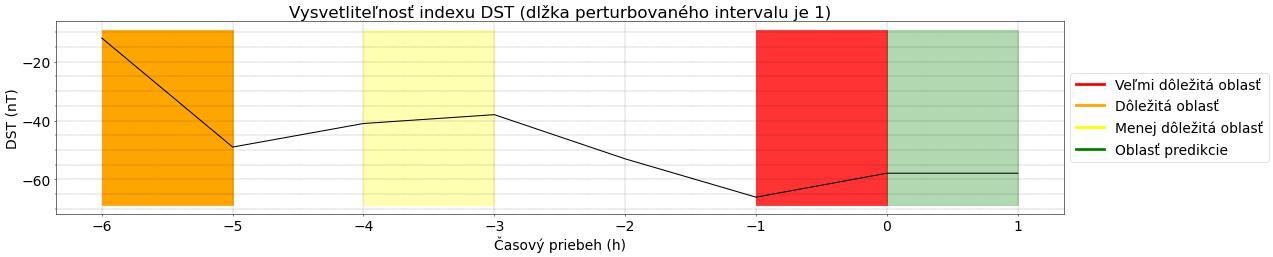 Vysvetliteľnosť indexu DST (dlžka perturbovaného intervalu je 1)
DST (nT)
−20
−40
−60
−6 −5 −4 −3 −2 −1 0 1
Časový priebeh (h)
Veľmi dôležitá oblasť
Dôležitá oblasť
Menej dôležitá oblasť
Oblasť predikcie